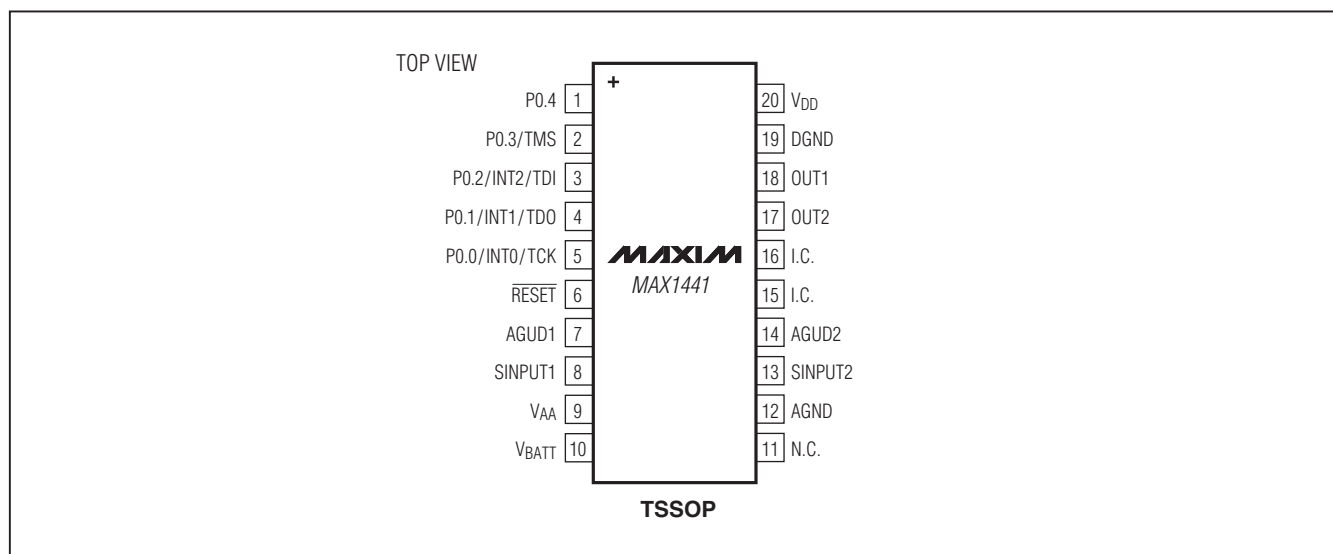 TOP VIEW
+
P0.4 1
P0.3/TMS 2
P0.2/INT2/TDI 3
P0.1/INT1/TDO 4
P0.0/INT0/TCK 5
RESET 6
AGUD1 7
SINPUT1 8
VAA 9
VBATT 10
MAXIM
MAX1441
20 VDD
19 DGND
18 OUT1
17 OUT2
16 I.C.
15 I.C.
14 AGUD2
13 SINPUT2
12 AGND
11 N.C.
TSSOP